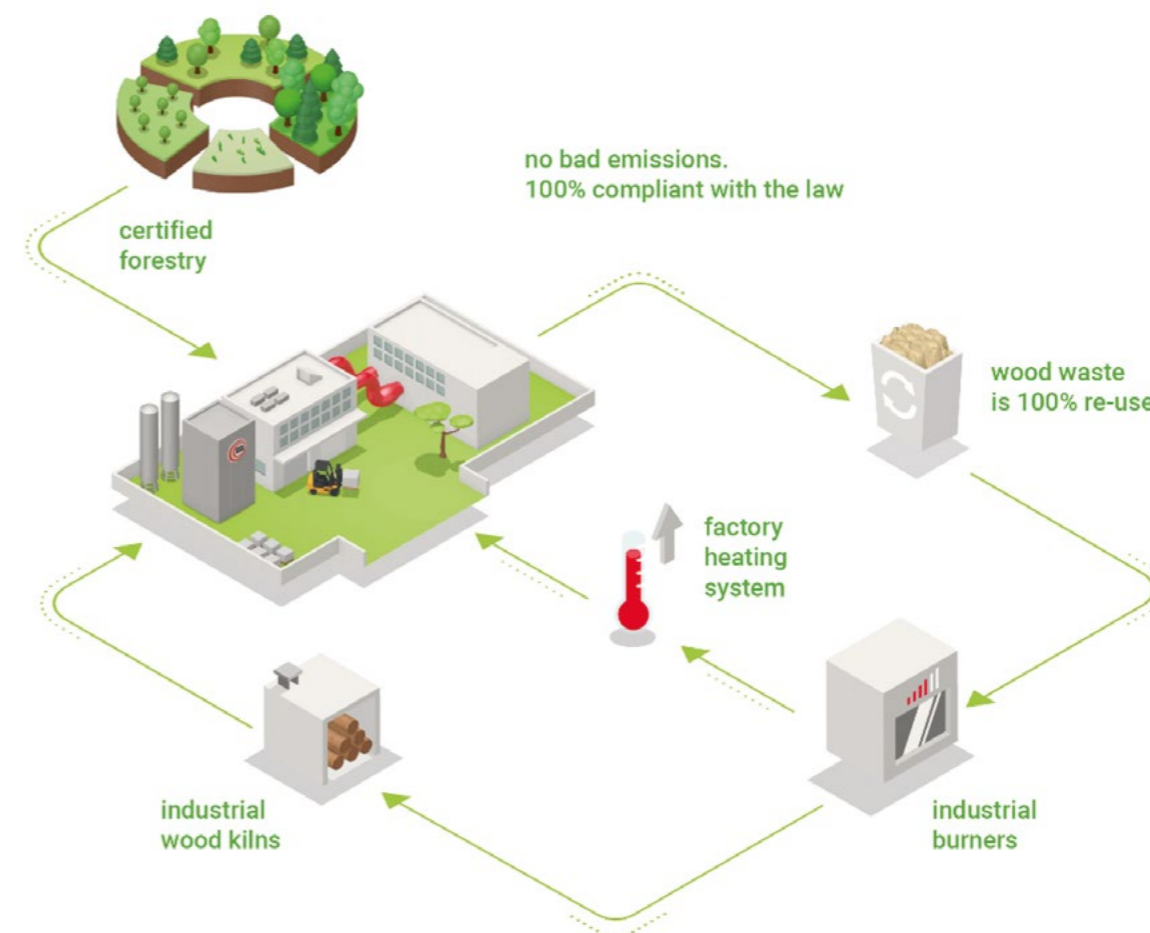 no bad emissions.
100% compliant with the law
certified
forestry
wood waste
is 100% re-use
factory
heating
system
industrial
wood kilns
industrial
burners